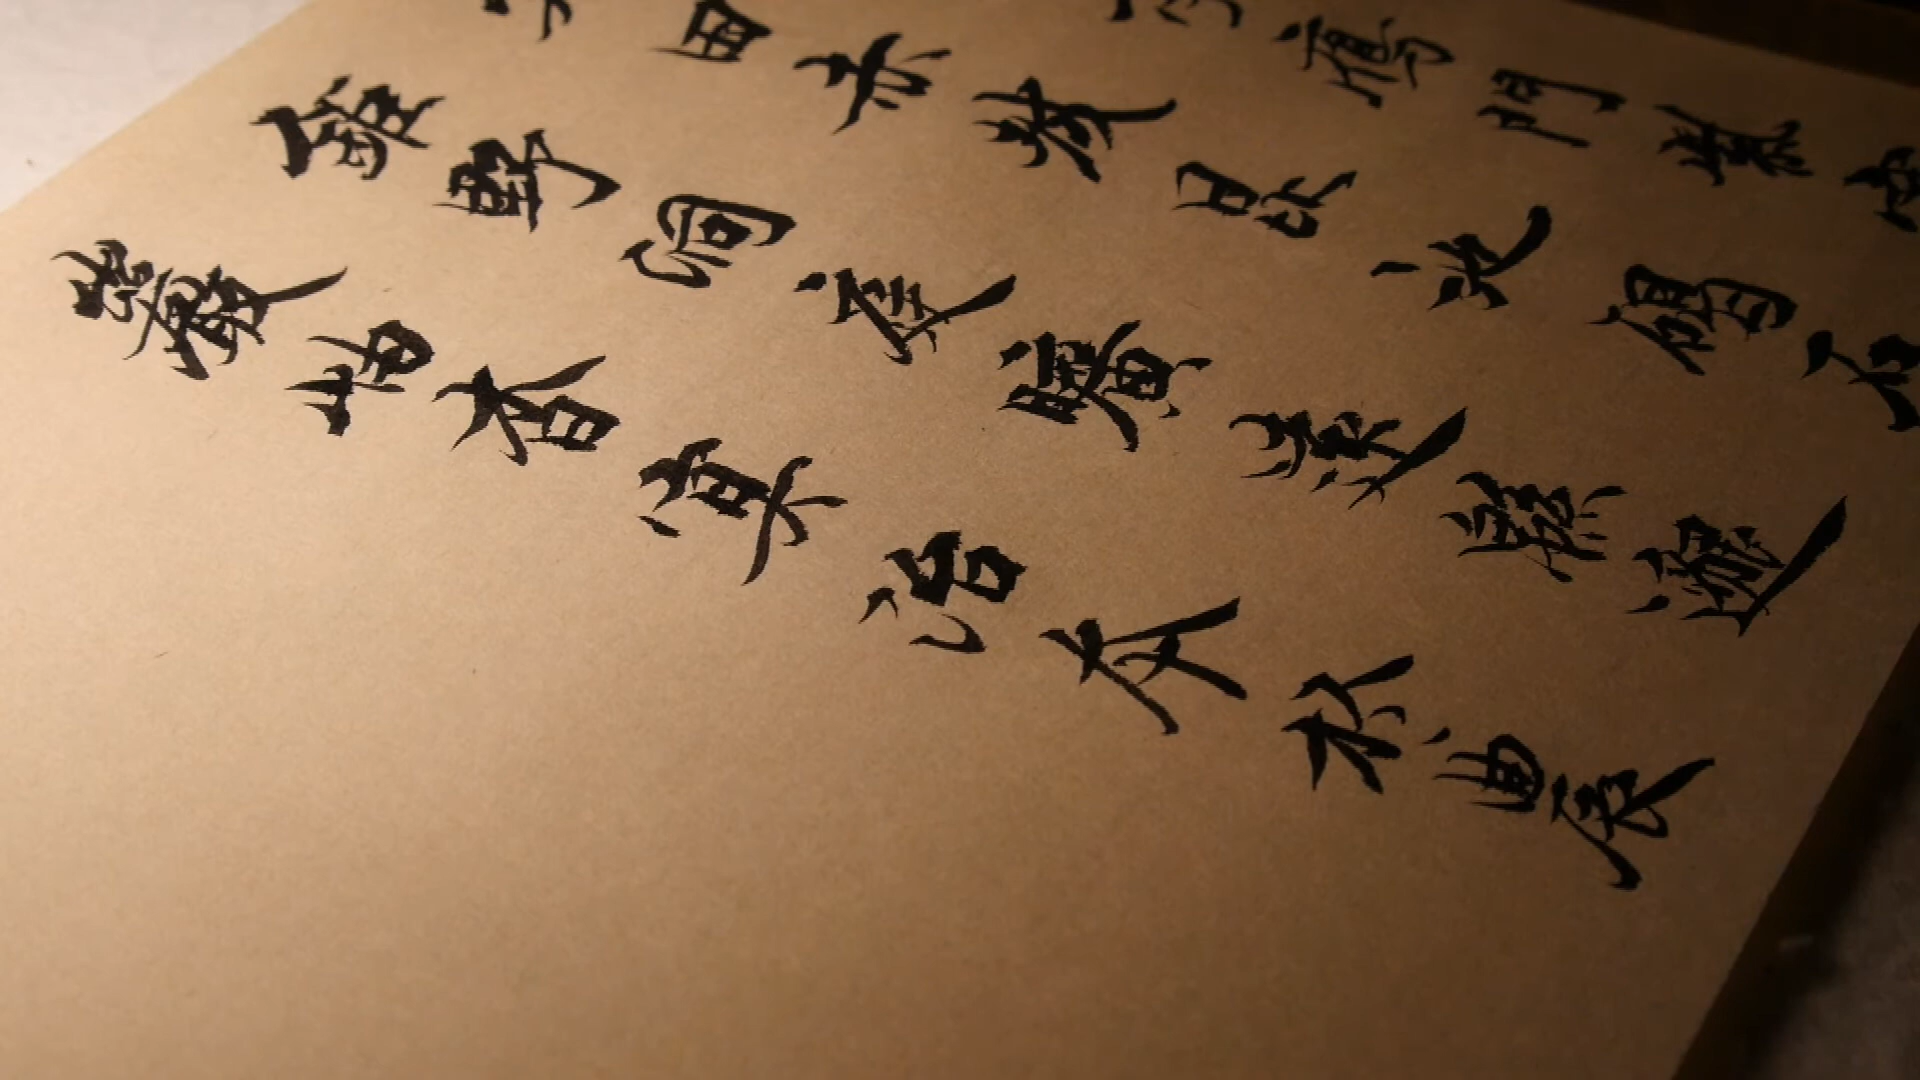 雁門紫
田赤城昆池碣石
鉅野洞庭曠遠綿邈
巖岫杳冥治本於農